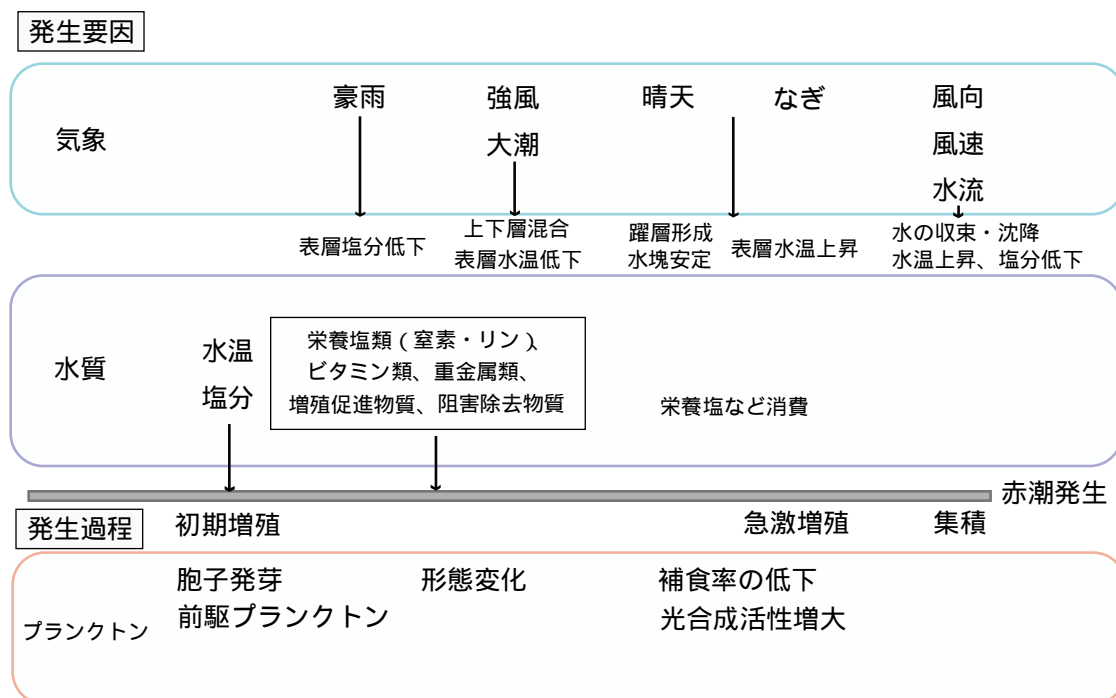 発生要因
豪雨 強風 晴天 なぎ 風向
気象 大潮 風速
水流
表層塩分低下
上下層混合
表層水温低下
躍層形成
水塊安定
表層水温上昇
水の収束・沈降
水温上昇、塩分低下
水質
水温
塩分
栄養塩類(窒素・リン)、
ビタミン類、重金属類、
増殖促進物質、阻害除去物質
栄養塩など消費
赤潮発生
発生過程 初期増殖 急激増殖 集積
プランクトン
胞子発芽
前駆プランクトン
形態変化
補食率の低下
光合成活性増大